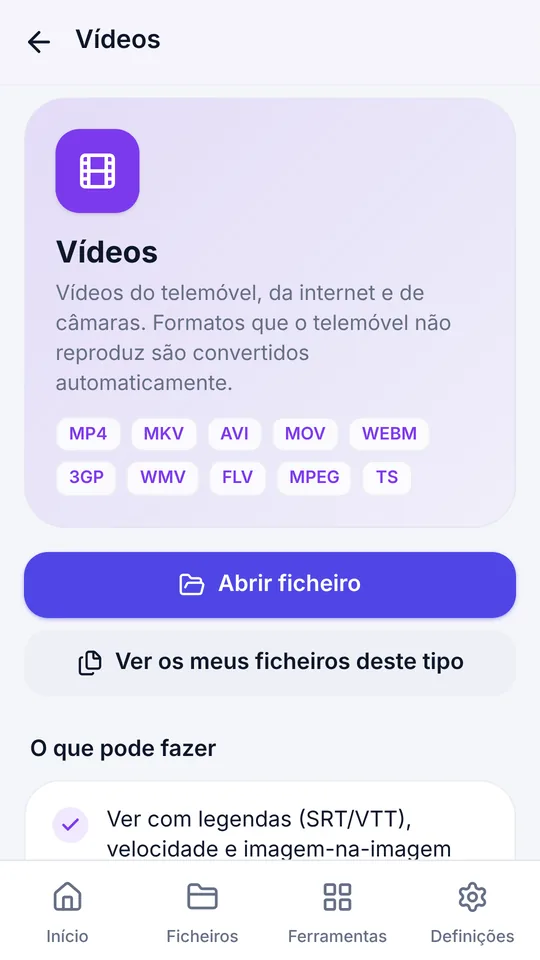 Vídeos
Vídeos
Vídeos do telemóvel, da internet e de
câmaras. Formatos que o telemóvel não
reproduz são convertidos
automaticamente.
MP4 MKV AVI MOV WEBM
3GP WMV FLV MPEG TS
Abrir ficheiro
Ver os meus ficheiros deste tipo
O que pode fazer
Ver com legendas (SRT/VTT),
velocidade e imagem-na-imagem
Início Ficheiros Ferramentas Definições